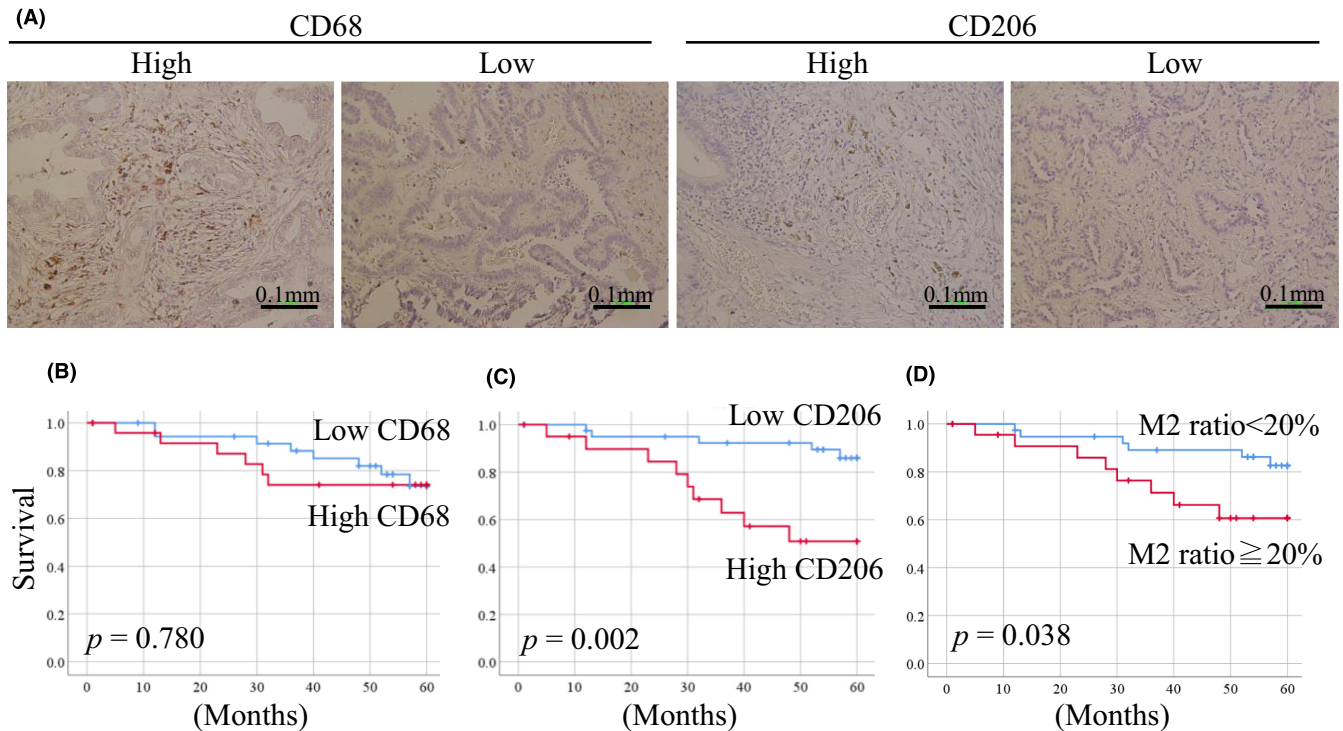 (A)
CD68
CD206
High
Low
High
Low
0.1mm
0.1mm
0.1mm
0.1mm
(B)
1.0
0.8
0.6
0.4
0.2
0.0
Survival
Low CD68
High CD68
p = 0.780
0
10
20
30
40
50
60
(Months)
(C)
1.0
0.8
0.6
0.4
0.2
0.0
Low CD206
High CD206
p = 0.002
0
10
20
30
40
50
60
(Months)
(D)
1.0
0.8
0.6
0.4
0.2
0.0
M2 ratio<20%
M2 ratio≧20%
p = 0.038
0
10
20
30
40
50
60
(Months)